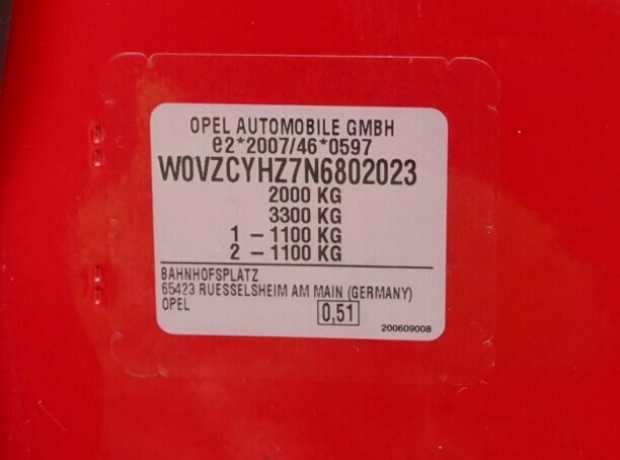 OPEL AUTOMOBILE GMBH
e2*2007/46*0597
W0VZCYHZ7N6802023
2000 KG
3300 KG
1 – 1100 KG
2 – 1100 KG
BAHNHOFSPLATZ
65423 RUESSELSHEIM AM MAIN (GERMANY)
OPEL 0,51
200609008